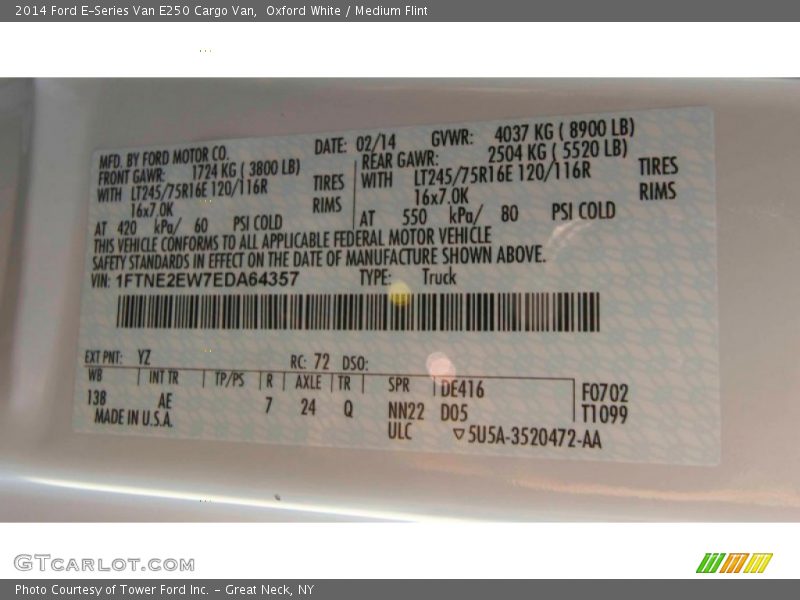 2014 Ford E-Series Van E250 Cargo Van,  Oxford White / Medium Flint
MFD. BY FORD MOTOR CO. DATE: 02/14 GVWR: 4037 KG ( 8900 LB)
FRONT GAWR: 1724 KG ( 3800 LB) REAR GAWR: 2504 KG ( 5520 LB)
WITH LT245/75R16E 120/116R TIRES WITH LT245/75R16E 120/116R TIRES
16x7.0K RIMS 16x7.0K RIMS
AT 420 kPa/ 60 PSI COLD AT 550 kPa/ 80 PSI COLD
THIS VEHICLE CONFORMS TO ALL APPLICABLE FEDERAL MOTOR VEHICLE
SAFETY STANDARDS IN EFFECT ON THE DATE OF MANUFACTURE SHOWN ABOVE.
VIN: 1FTNE2EW7EDA64357 TYPE: Truck
EXT PNT: YZ RC: 72 DSO:
WB INT TR TP/PS R AXLE TR SPR DE416 F0702
138 AE 7 24 Q NN22 D05 T1099
MADE IN U.S.A. ULC ▽5U5A-3520472-AA
GTCARLOT.COM
Photo Courtesy of Tower Ford Inc. - Great Neck, NY